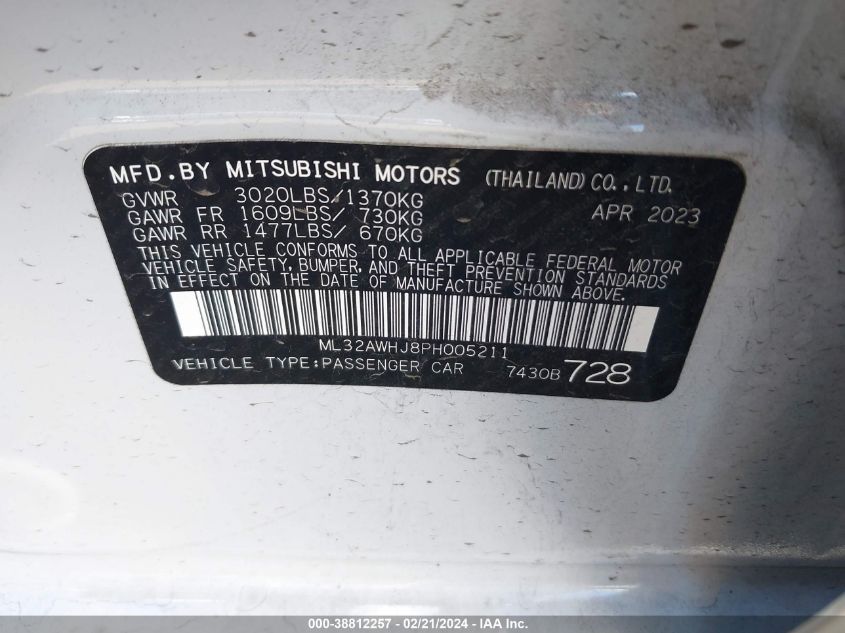 MFD.BY MITSUBISHI MOTORS (THAILAND) CO., LTD.
GVWR 3020LBS/1370KG APR 2023
GAWR FR 1609LBS/ 730KG
GAWR RR 1477LBS/ 670KG
THIS VEHICLE CONFORMS TO ALL APPLICABLE FEDERAL MOTOR
VEHICLE SAFETY, BUMPER, AND THEFT PREVENTION STANDARDS
IN EFFECT ON THE DATE OF MANUFACTURE SHOWN ABOVE.
ML32AWHJ8PH005211
VEHICLE TYPE:PASSENGER CAR 7430B 728
000-38812257 - 02/21/2024 - IAA Inc.